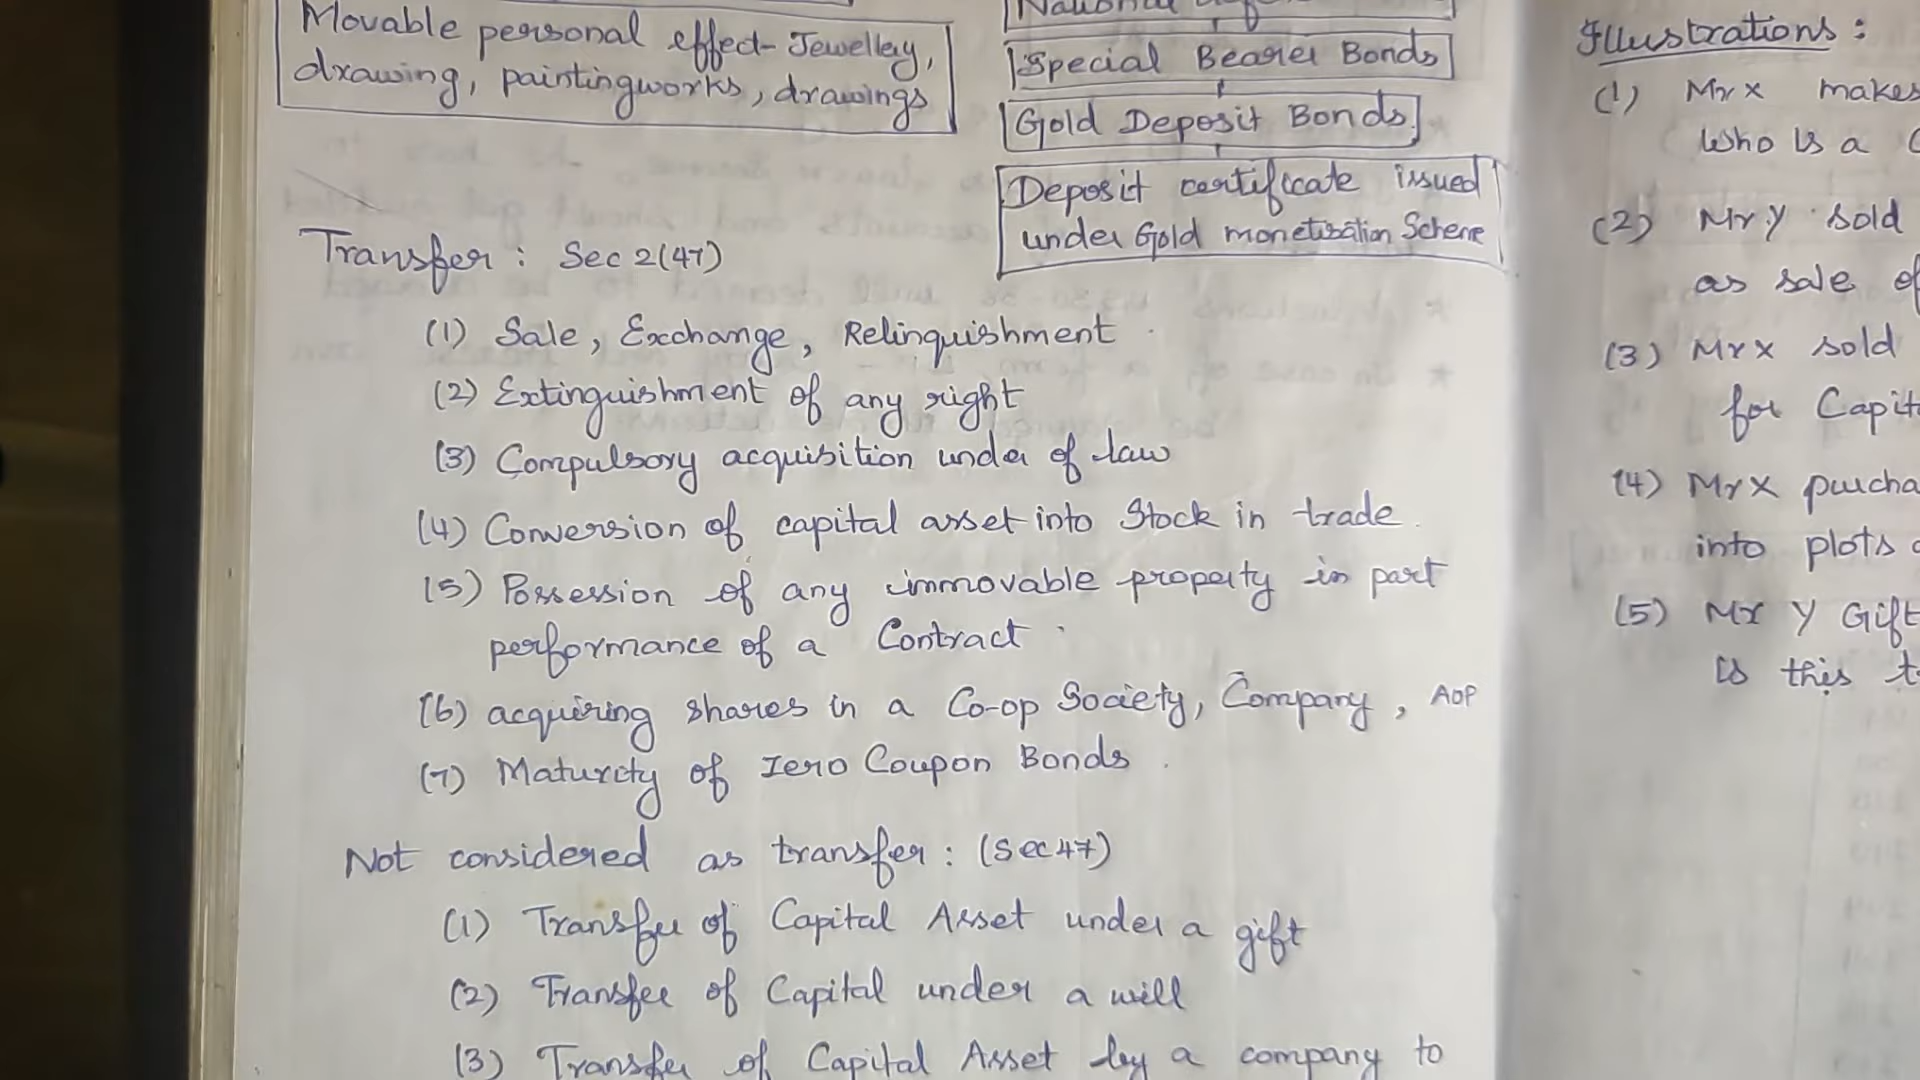 Movable personal effect- Jewellery,
drawing, paintingworks, drawings
National
Special Bearer Bonds
Gold Deposit Bonds
Deposit certificate issued
under Gold monetisation Scheme
Transfer : Sec 2(47)
(1) Sale, Exchange, Relinquishment
(2) Extinguishment of any right
(3) Compulsory acquisition under of law
(4) Conversion of capital asset into Stock in trade.
(5) Possession of any immovable property in part
performance of a Contract.
(6) acquiring shares in a Co-op Society, Company, AOP
(7) Maturity of Zero Coupon Bonds.
Not considered as transfer : (Sec 47)
(1) Transfer of Capital Asset under a gift
(2) Transfer of Capital under a will
(3) Transfer of Capital Asset by a company to
Illustrations :
(1) Mr x makes
who is a
(2) Mr y sold
as sale of
(3) Mr x sold
for
(4) Mr X
into plots
(5) Mr Y Gift
is this